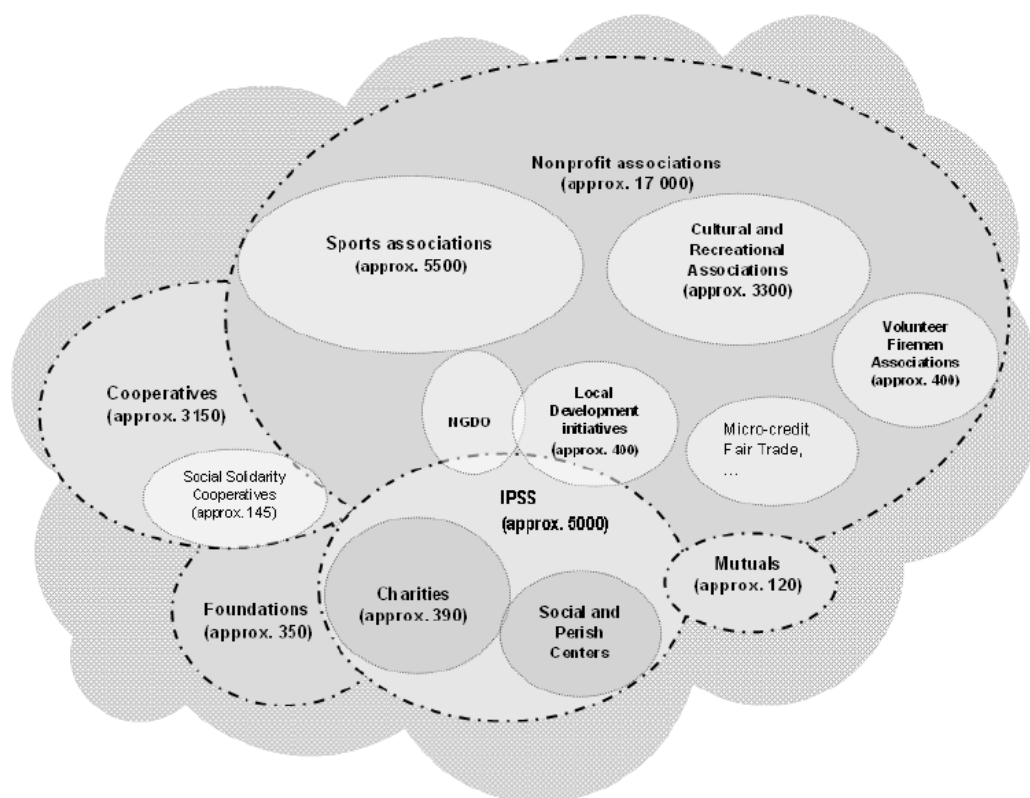 Nonprofit associations
(approx. 17 000)
Sports associations
(approx. 5500)
Cultural and
Recreational
Associations
(approx. 3300)
Volunteer
Firemen
Associations
(approx. 400)
Cooperatives
(approx. 3150)
NGDO
Local
Development
initiatives
(approx. 400)
Micro-credit,
Fair Trade,
...
Social Solidarity
Cooperatives
(approx. 145)
IPSS
(approx. 5000)
Mutuals
(approx. 120)
Foundations
(approx. 350)
Charities
(approx. 390)
Social and
Perish
Centers